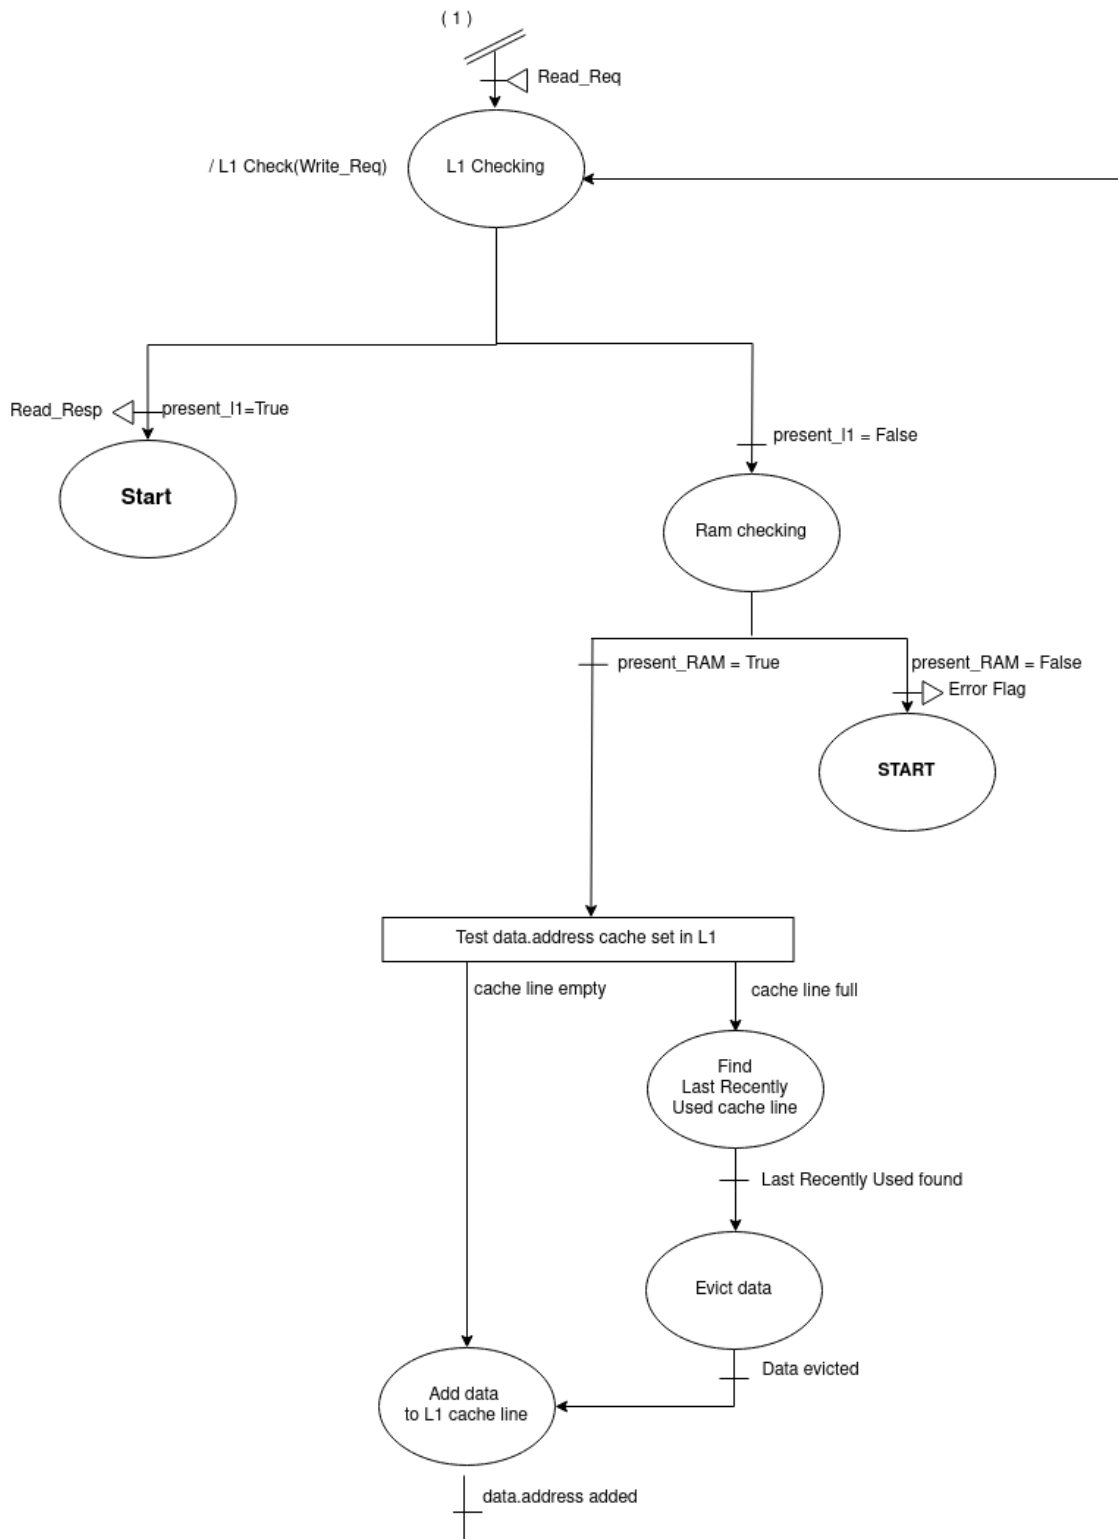 ( 1 )
Read_Req
/ L1 Check(Write_Req)
L1 Checking
Read_Resp
present_l1=True
present_l1 = False
Start
Ram checking
present_RAM = True
present_RAM = False
Error Flag
START
Test data.address cache set in L1
cache line empty
cache line full
Find
Last Recently
Used cache line
Last Recently Used found
Evict data
Data evicted
Add data
to L1 cache line
data.address added